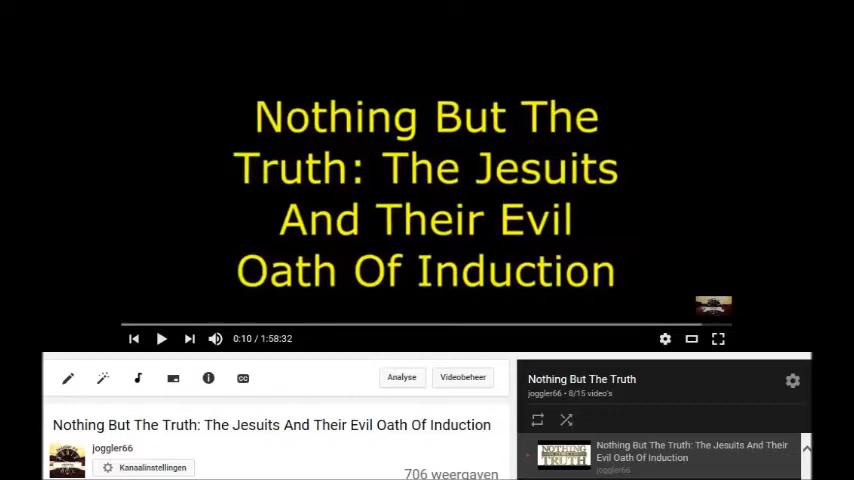 Nothing But The
Truth: The Jesuits
And Their Evil
Oath Of Induction
0:10 / 1:58:32
Analyse
Videobeheer
Nothing But The Truth
joggler66 • 8/15 video's
Nothing But The Truth: The Jesuits And Their Evil Oath Of Induction
joggler66
Kanaalinstellingen
706 weergaven
NOTHING
TRUTH
Nothing But The Truth: The Jesuits And Their
Evil Oath Of Induction
joggler66